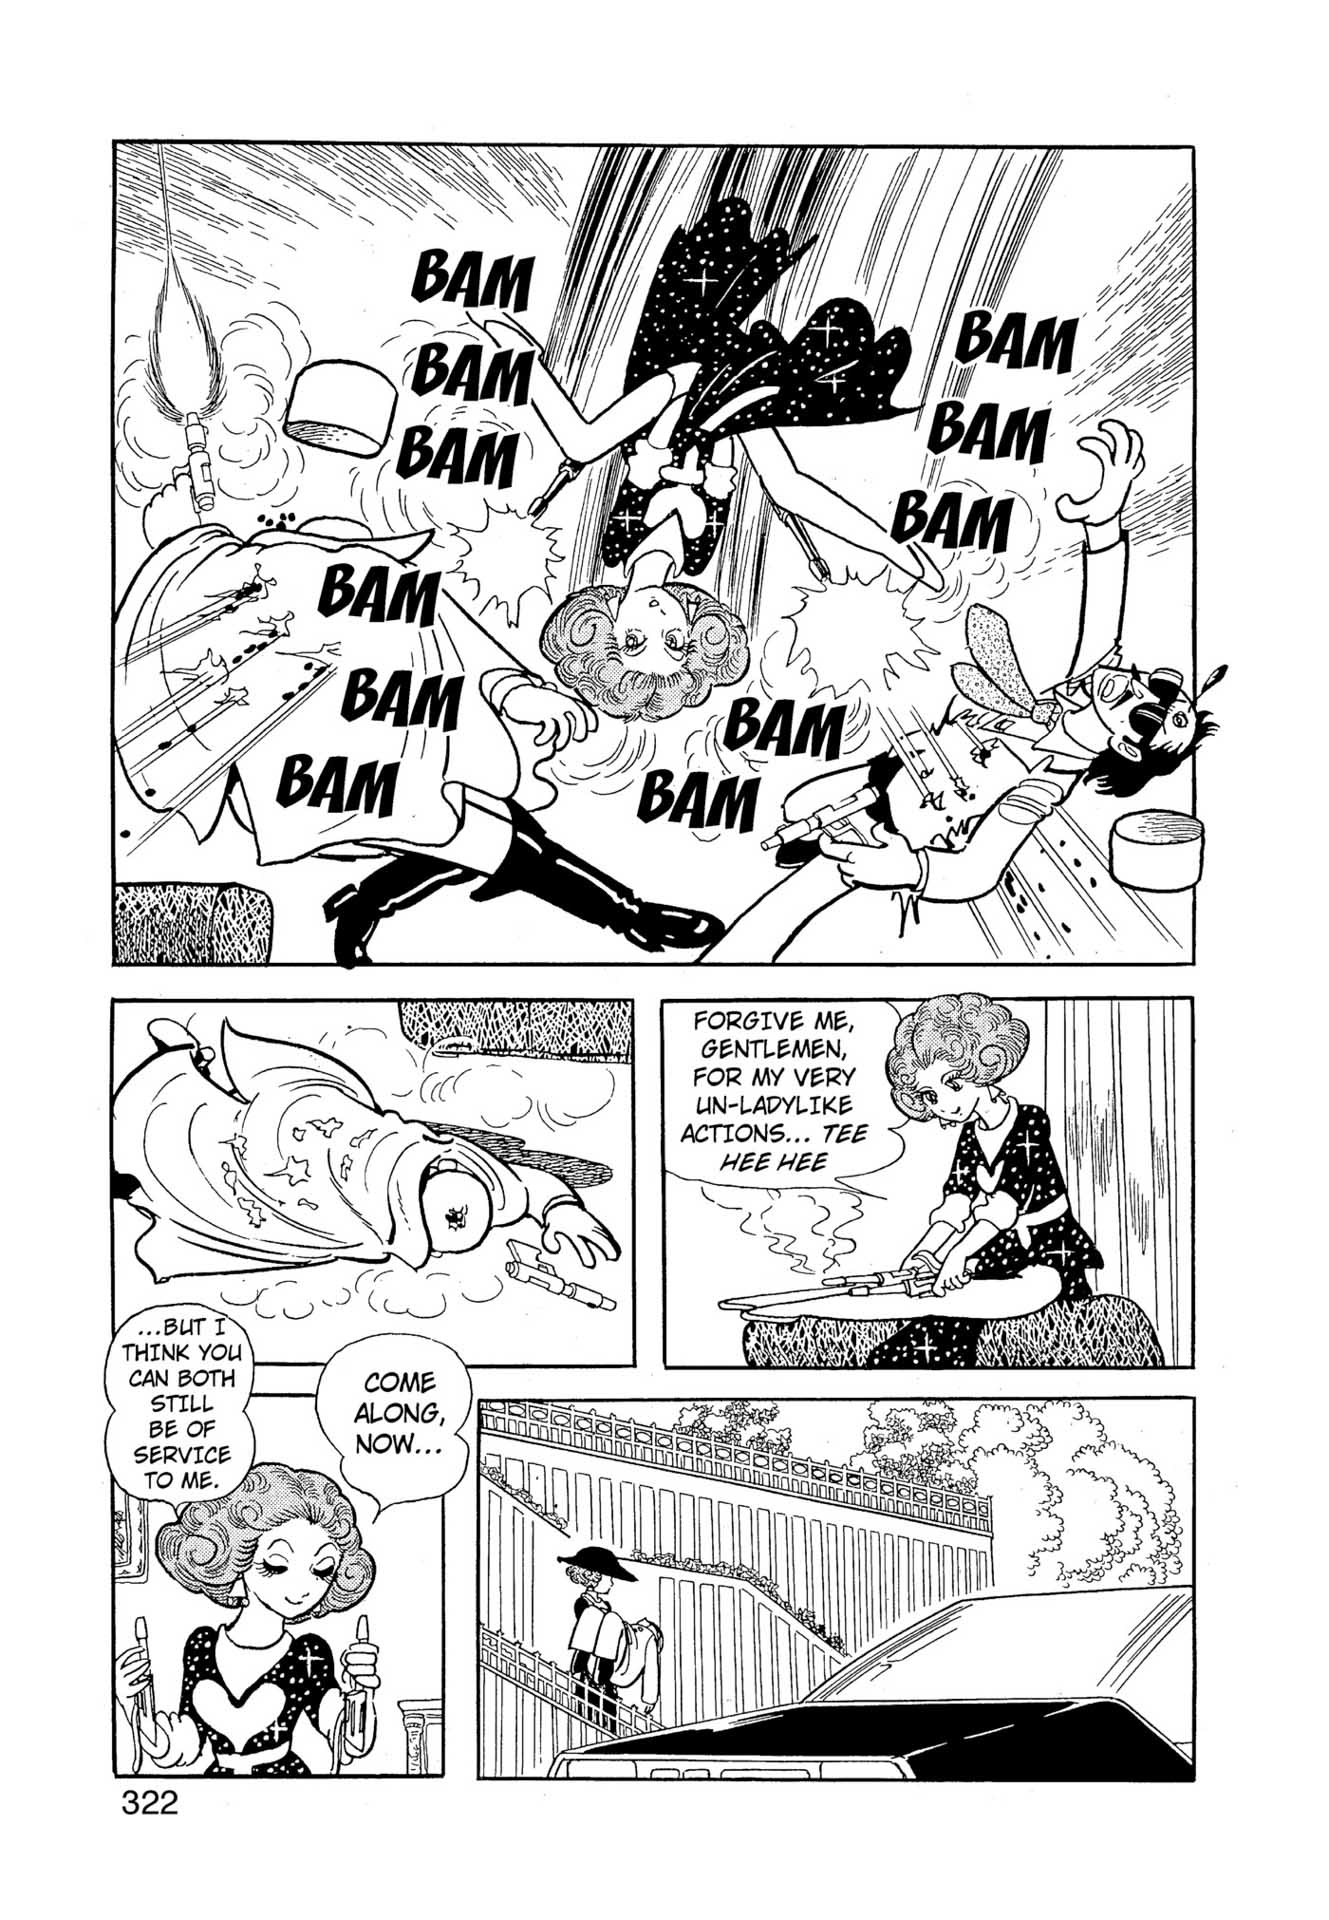 BAM
BAM
BAM
BAM
BAM
BAM
BAM
BAM
BAM
BAM
BAM
FORGIVE ME,
GENTLEMEN,
FOR MY VERY
UN-LADYLIKE
ACTIONS... TEE
HEE HEE
...BUT I
THINK YOU
CAN BOTH
STILL
BE OF
SERVICE
TO ME.
COME
ALONG,
NOW...
322